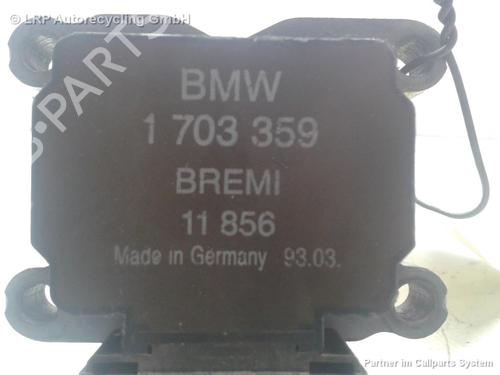 © LRP Autorecycling GmbH
BMW
1 703 359
BREMI
11 856
Made in Germany 93.03.
Partner im Callparts System